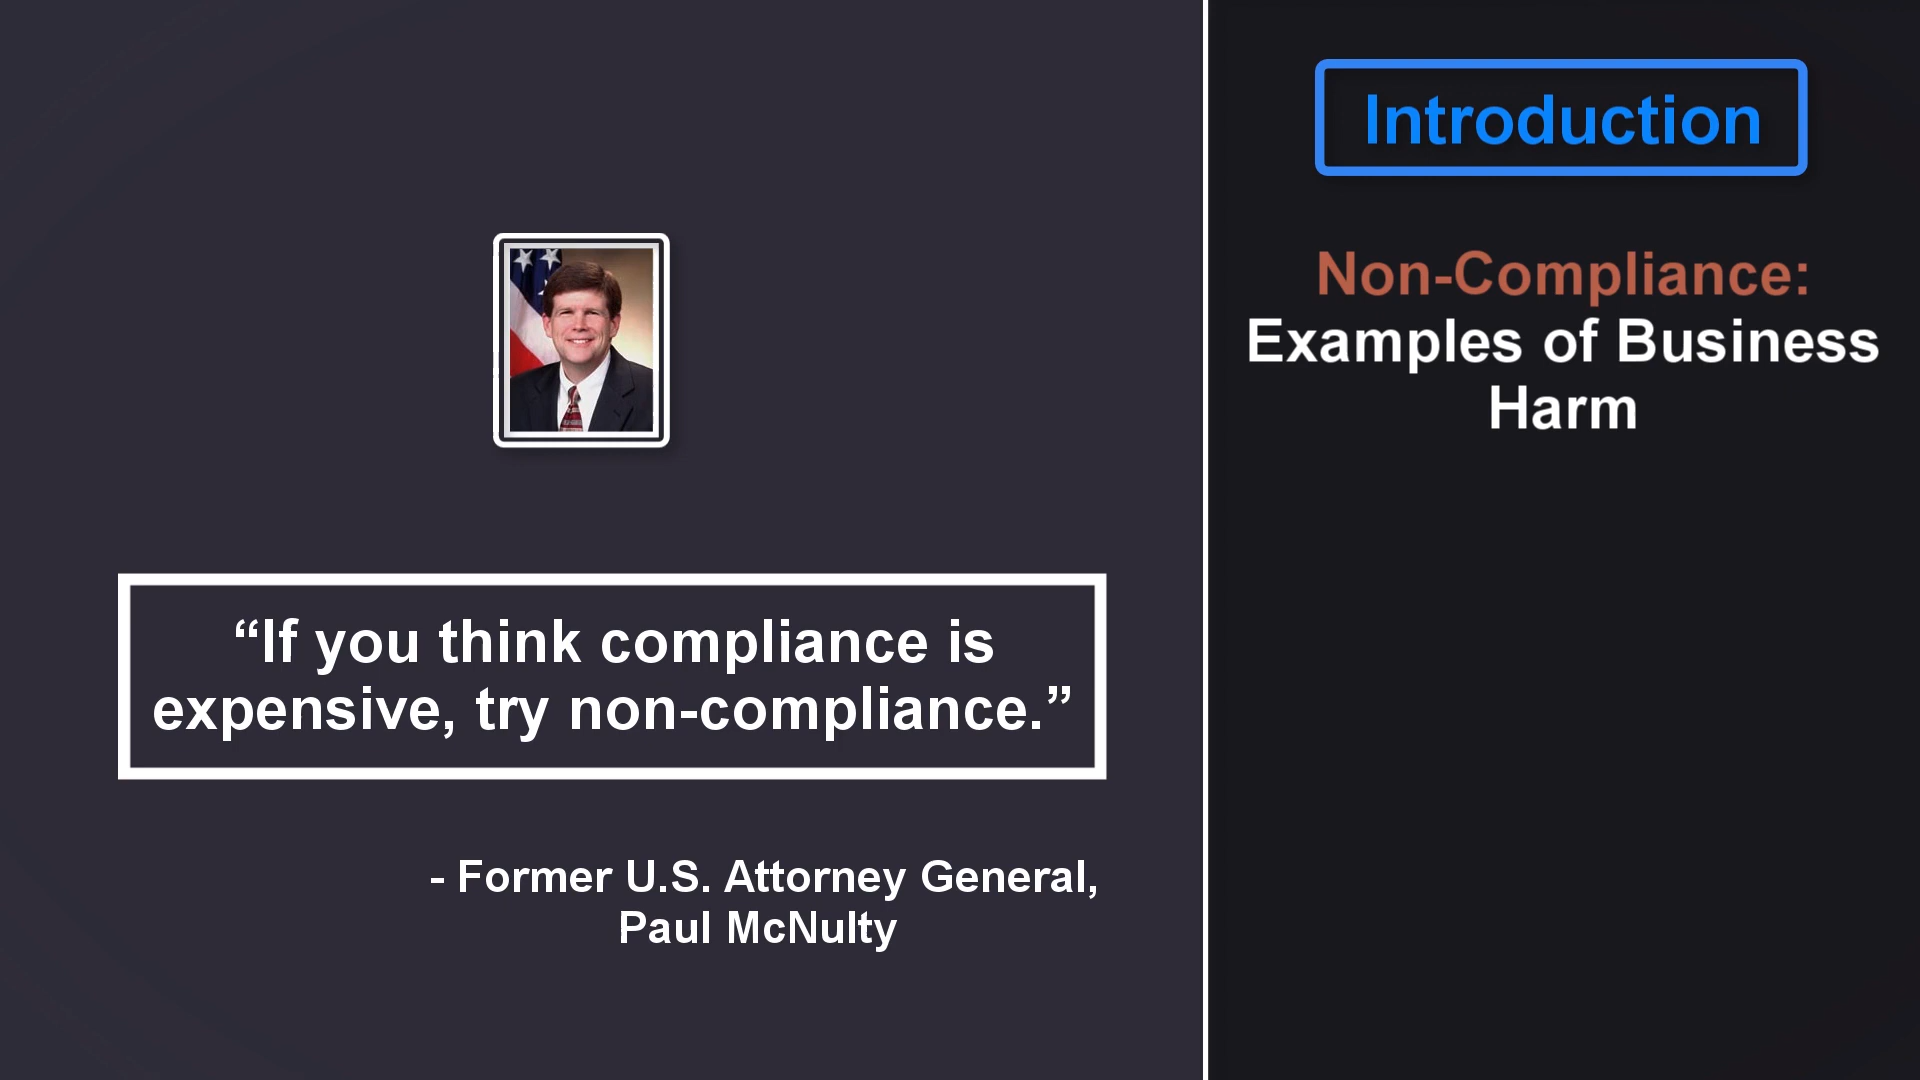 Introduction
Non-Compliance:
Examples of Business
Harm
“If you think compliance is
expensive, try non-compliance.”
- Former U.S. Attorney General,
Paul McNulty